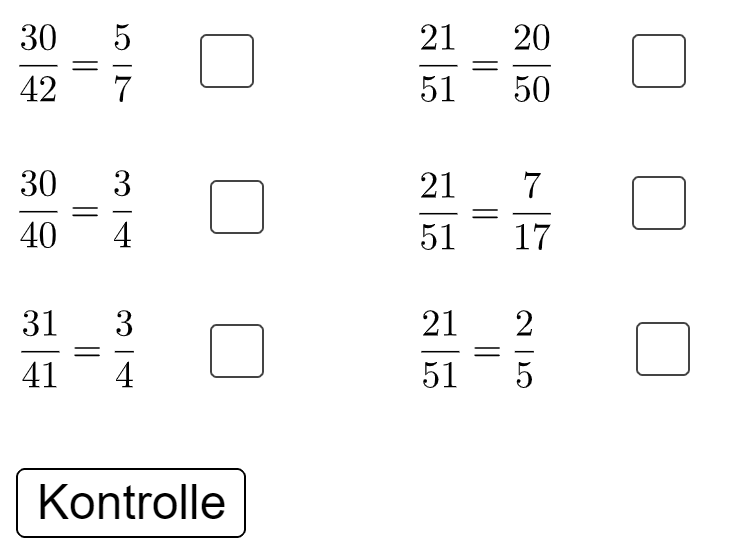 30/42 = 5/7
21/51 = 20/50
30/40 = 3/4
21/51 = 7/17
31/41 = 3/4
21/51 = 2/5
Kontrolle